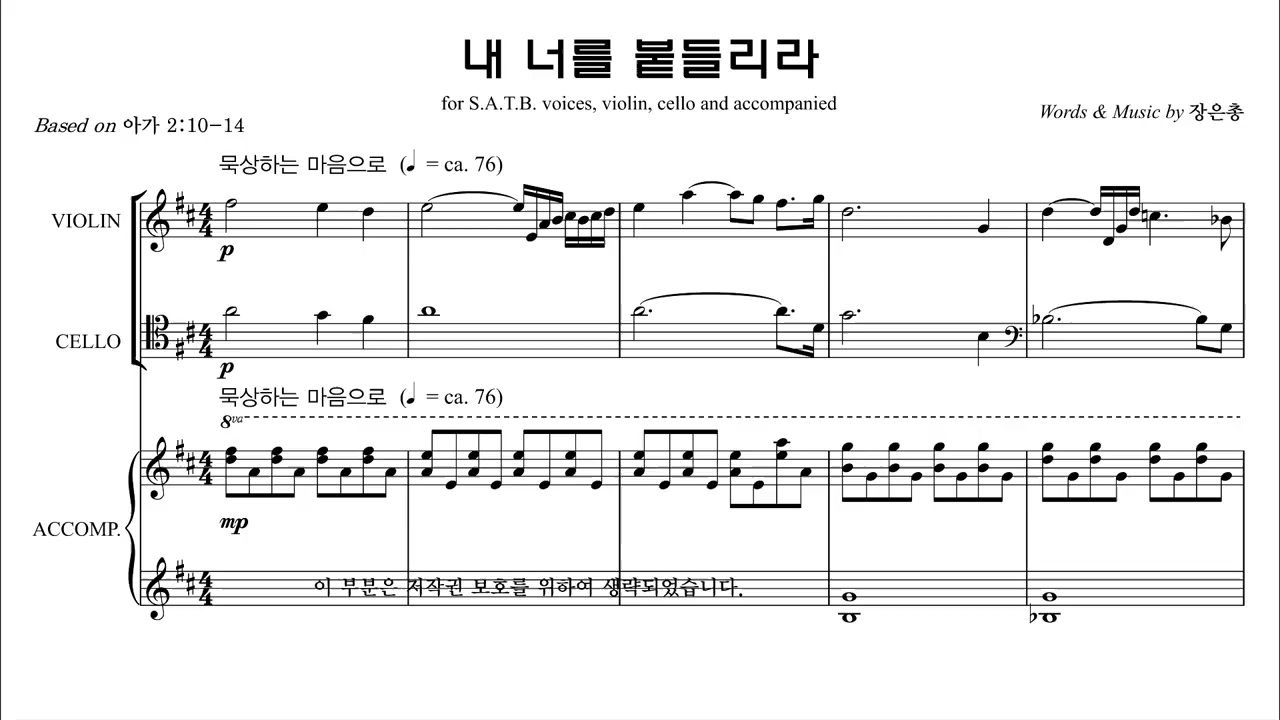 내 너를 붙들리라
for S.A.T.B. voices, violin, cello and accompanied
Words & Music by 장은총
Based on 아가 2:10-14
묵상하는 마음으로 (♩ = ca. 76)
VIOLIN
p
CELLO
p
묵상하는 마음으로 (♩ = ca. 76)
8va
mp
ACCOMP.
이 부분은 저작권 보호를 위하여 생략되었습니다.